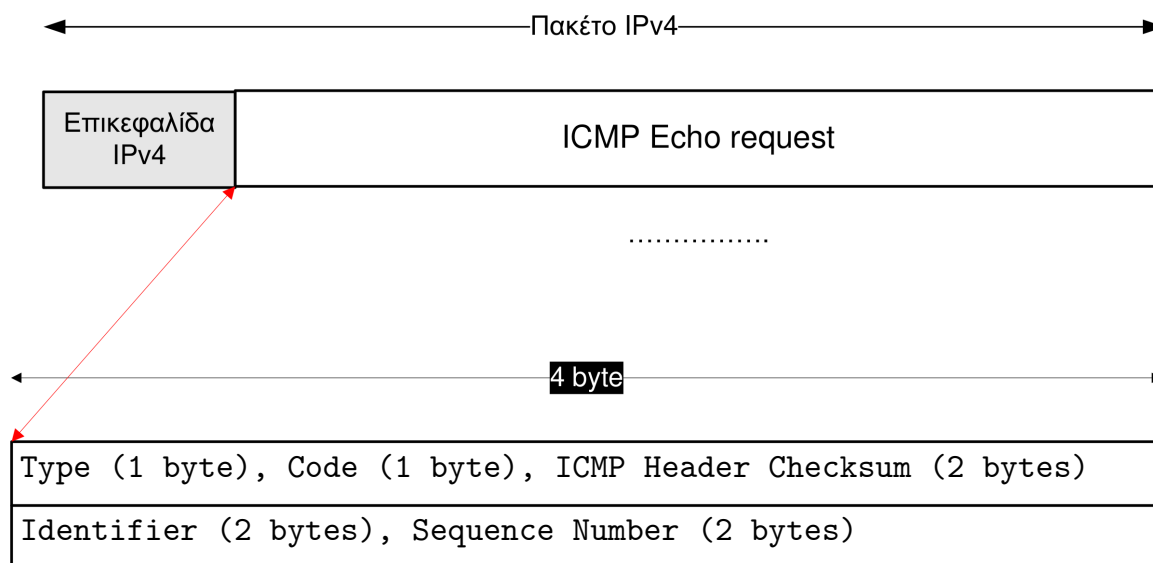 Πακέτο IPv4
Επικεφαλίδα
IPv4
ICMP Echo request
................
4 byte
Type (1 byte), Code (1 byte), ICMP Header Checksum (2 bytes)
Identifier (2 bytes), Sequence Number (2 bytes)